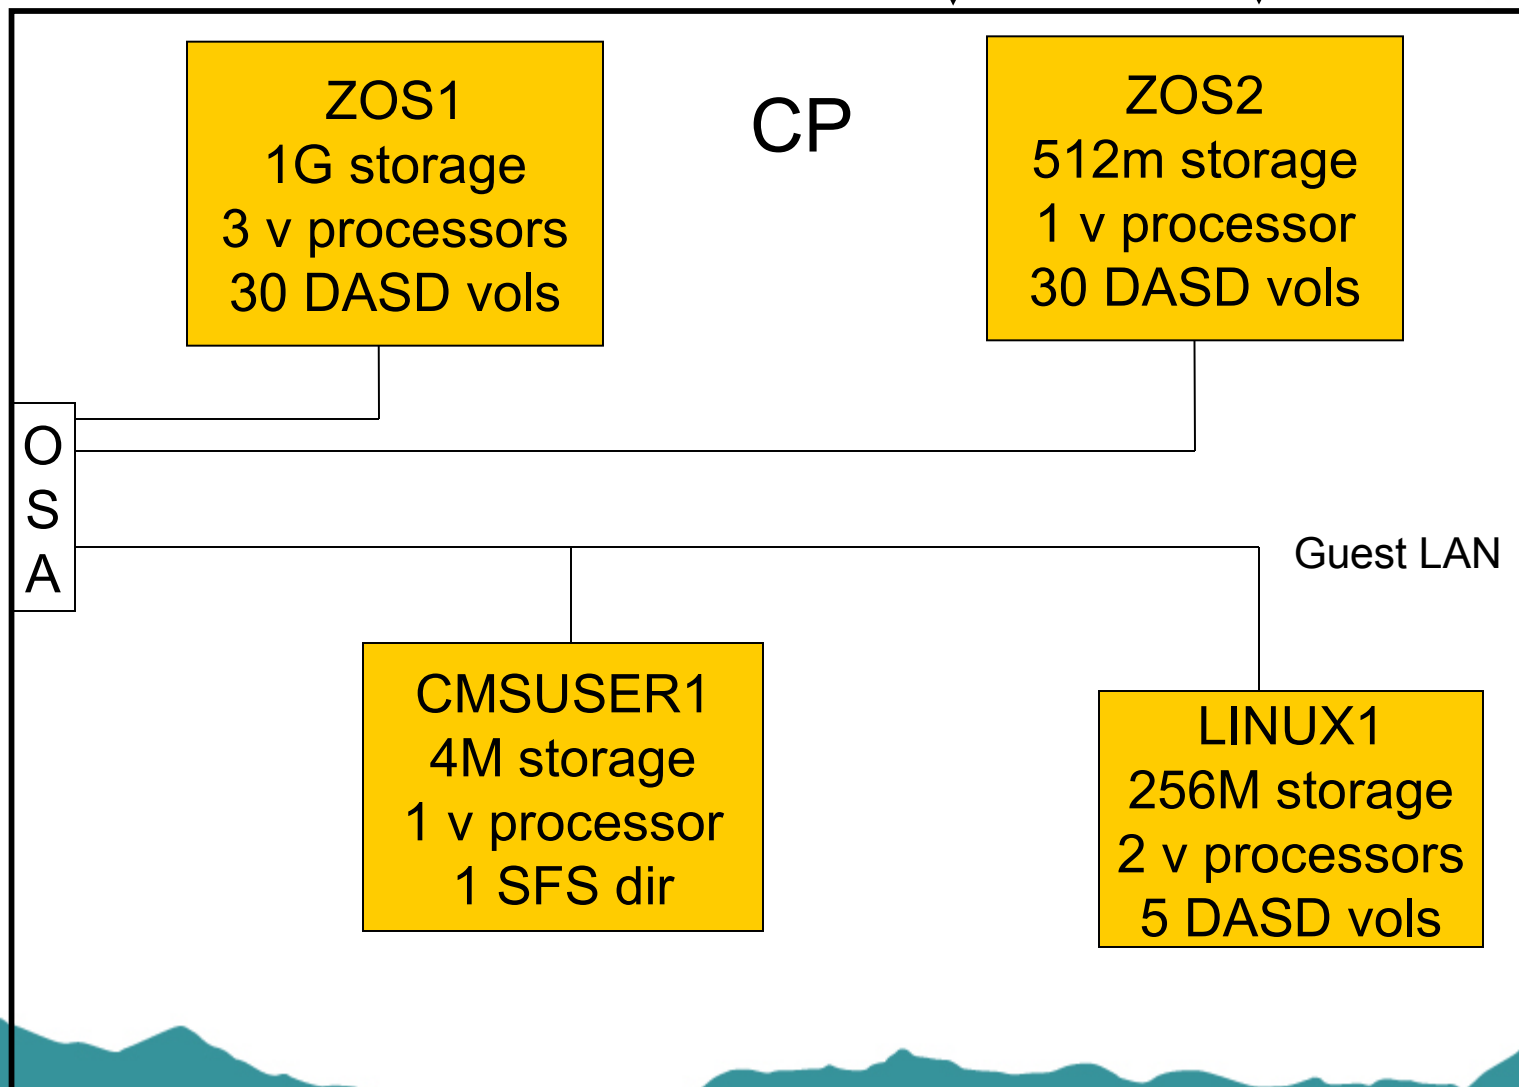 ZOS1
1G storage
3 v processors
30 DASD vols
CP
ZOS2
512m storage
1 v processor
30 DASD vols
O
S
A
Guest LAN
CMSUSER1
4M storage
1 v processor
1 SFS dir
LINUX1
256M storage
2 v processors
5 DASD vols